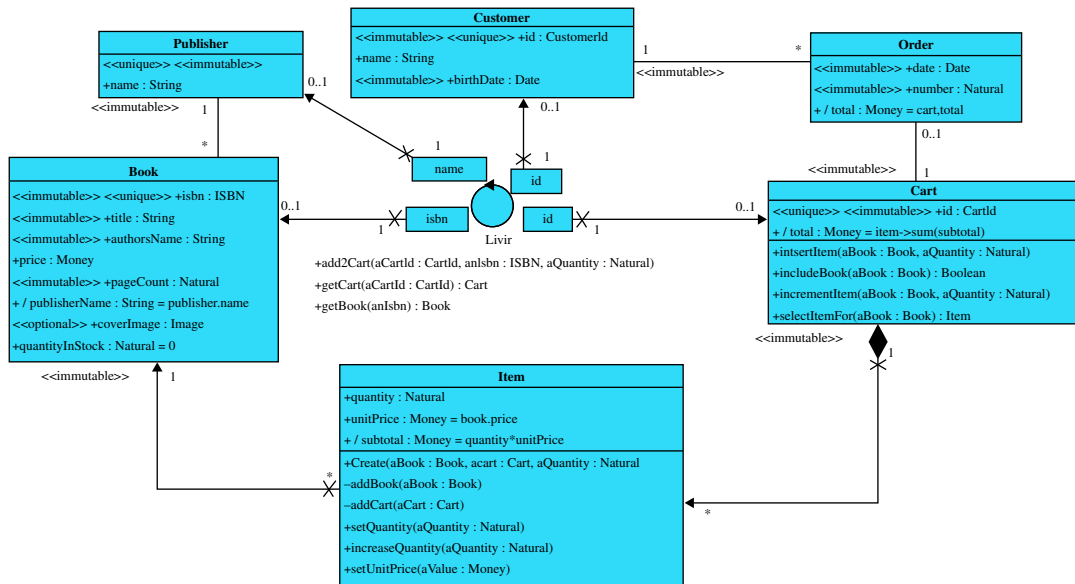 Customer
<<immutable>> <<unique>> +id : CustomerId
+name : String
<<immutable>> +birthDate : Date
Publisher
<<unique>> <<immutable>>
+name : String
Order
<<immutable>> +date : Date
<<immutable>> +number : Natural
+ / total : Money = cart,total
1
<<immutable>>
*
0..1
<<immutable>>
1
0..1
1
0..1
1
<<immutable>>
1
*
Book
<<immutable>> <<unique>> +isbn : ISBN
<<immutable>> +title : String
<<immutable>> +authorsName : String
+price : Money
<<immutable>> +pageCount : Natural
+ / publisherName : String = publisher.name
<<optional>> +coverImage : Image
+quantityInStock : Natural = 0
name
id
isbn
id
0..1
1
1
0..1
Livir
+add2Cart(aCartld : CartId, anIsbn : ISBN, aQuantity : Natural)
+getCart(aCartId : CartId) : Cart
+getBook(anIsbn) : Book
Cart
<<unique>> <<immutable>> +id : CartId
+ / total : Money = item->sum(subtotal)
+intsertItem(aBook : Book, aQuantity : Natural)
+includeBook(aBook : Book) : Boolean
+incrementItem(aBook : Book, aQuantity : Natural)
+selectItemFor(aBook : Book) : Item
<<immutable>>
1
<<immutable>>
1
Item
+quantity : Natural
+unitPrice : Money = book.price
+ / subtotal : Money = quantity*unitPrice
+Create(aBook : Book, acart : Cart, aQuantity : Natural
–addBook(aBook : Book)
–addCart(aCart : Cart)
+setQuantity(aQuantity : Natural)
+increaseQuantity(aQuantity : Natural)
+setUnitPrice(aValue : Money)
*
*